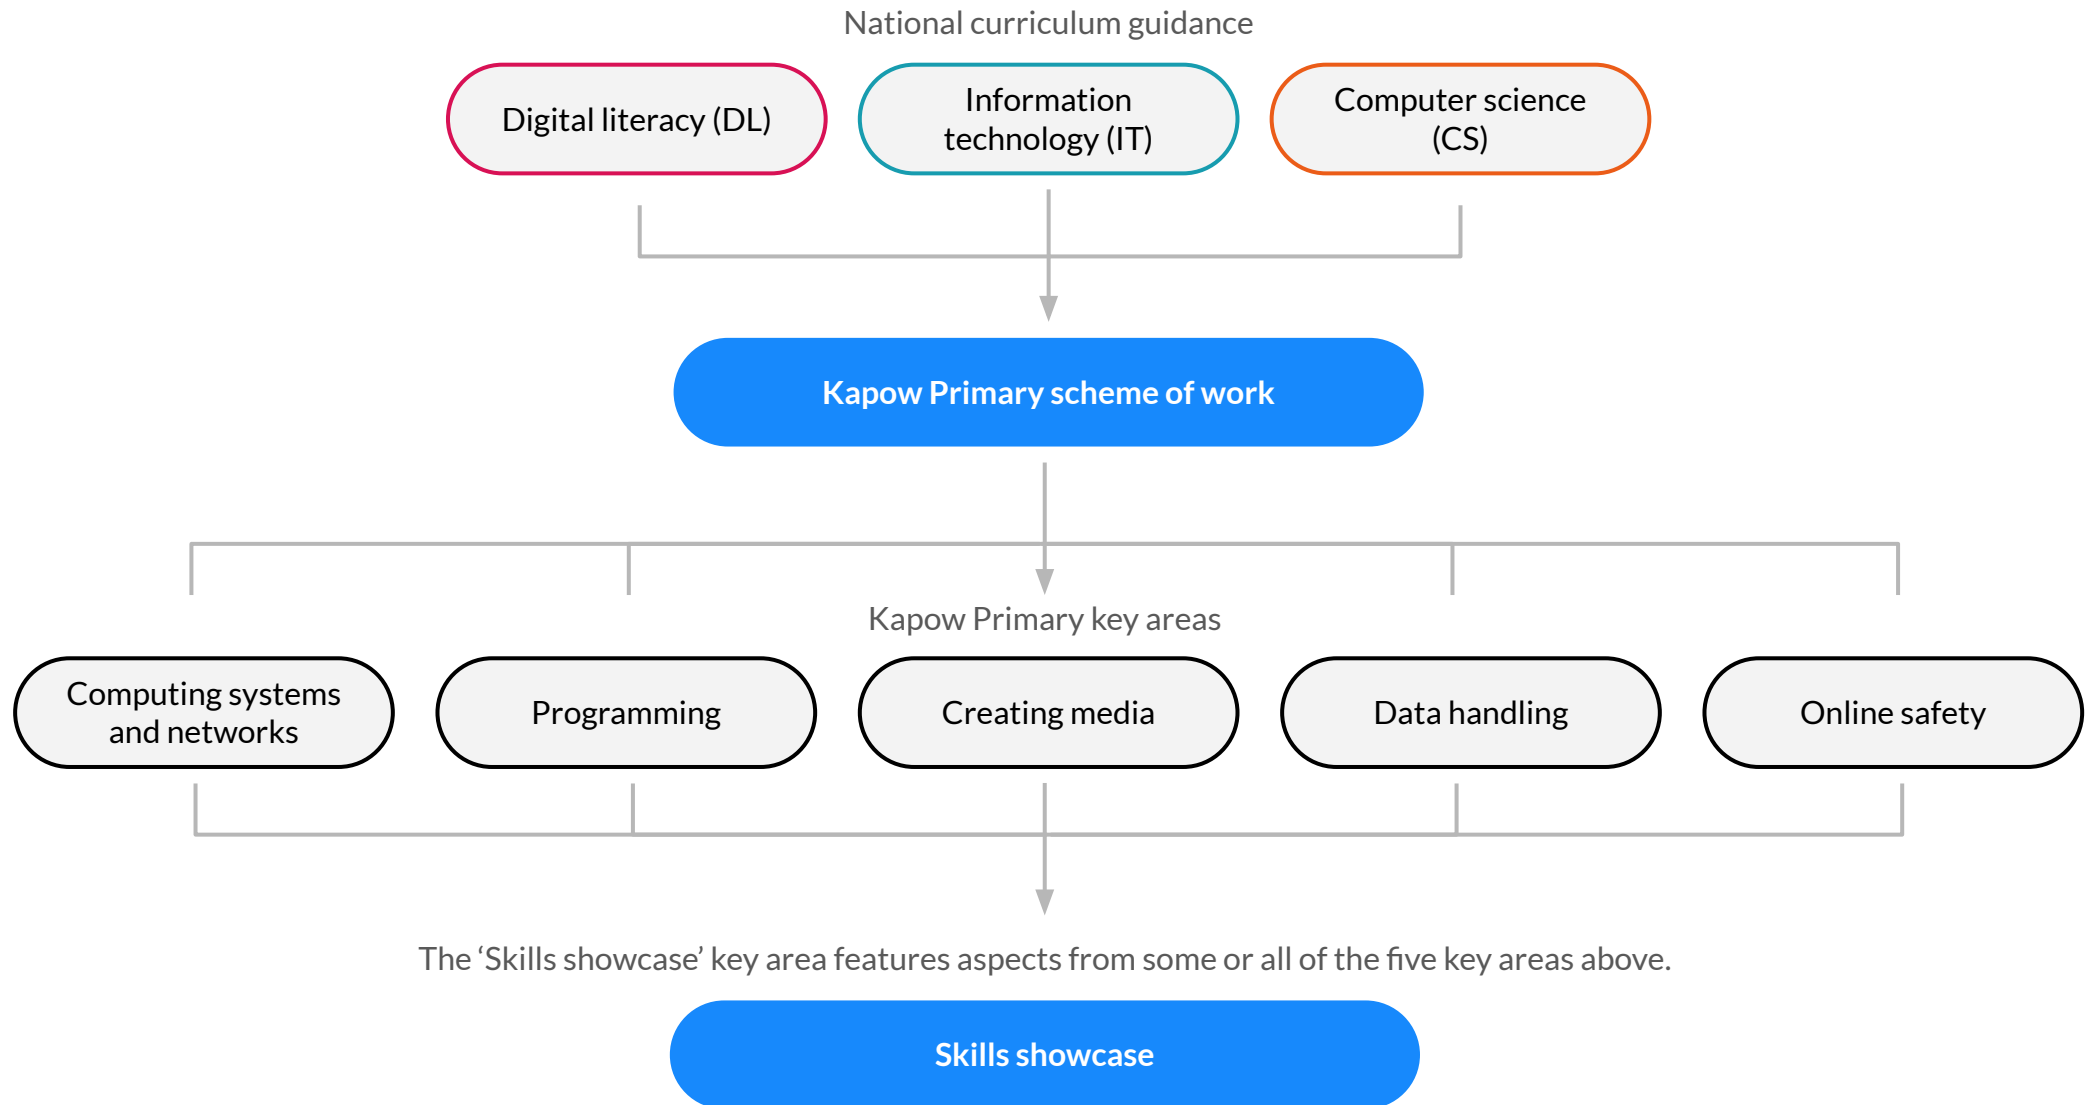 National curriculum guidance
Digital literacy (DL)
Information
technology (IT)
Computer science
(CS)
Kapow Primary scheme of work
Kapow Primary key areas
Computing systems
and networks
Programming
Creating media
Data handling
Online safety
The ‘Skills showcase’ key area features aspects from some or all of the five key areas above.
Skills showcase